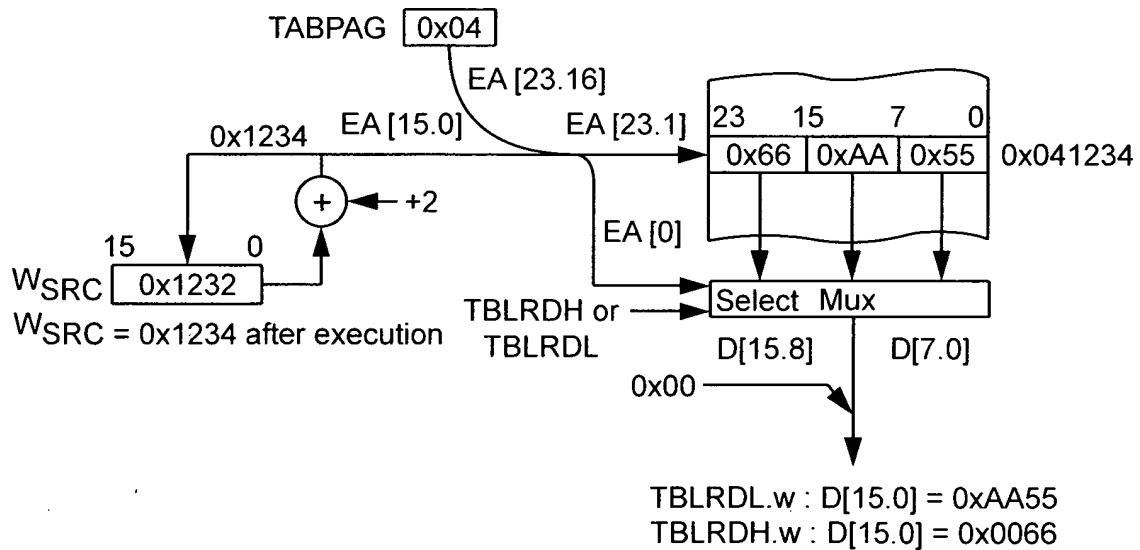 TABPAG 0x04
EA [23.16]
0x1234 EA [15.0] EA [23.1]
23 15 7 0
0x66 0xAA 0x55 0x041234
+ +2
EA [0]
15 0
WSRC 0x1232
WSRC = 0x1234 after execution
TBLRDH or
TBLRDL
Select Mux
D[15.8] D[7.0]
0x00
TBLRDL.w : D[15.0] = 0xAA55
TBLRDH.w : D[15.0] = 0x0066